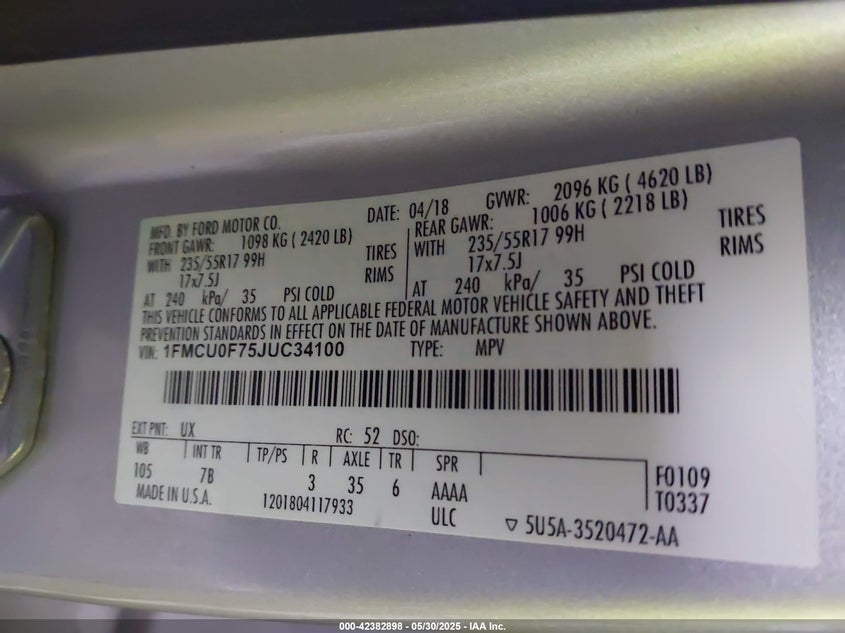 MFD. BY FORD MOTOR CO.
DATE: 04/18 GVWR: 2096 KG ( 4620 LB)
FRONT GAWR: 1098 KG ( 2420 LB)
REAR GAWR: 1006 KG ( 2218 LB)
WITH 235/55R17 99H TIRES
WITH 235/55R17 99H TIRES
17x7.5J RIMS
17x7.5J RIMS
AT 240 kPa/ 35 PSI COLD
AT 240 kPa/ 35 PSI COLD
THIS VEHICLE CONFORMS TO ALL APPLICABLE FEDERAL MOTOR VEHICLE SAFETY AND THEFT
PREVENTION STANDARDS IN EFFECT ON THE DATE OF MANUFACTURE SHOWN ABOVE.
VIN: 1FMCU0F75JUC34100 TYPE: MPV
EXT PNT: UX RC: 52 DSO:
WB INT TR TP/PS R AXLE TR SPR
105 7B 3 35 6 AAAA F0109
MADE IN U.S.A. 1201804117933 ULC T0337
▽ 5U5A-3520472-AA
000-42382898 - 05/30/2025 - IAA Inc.